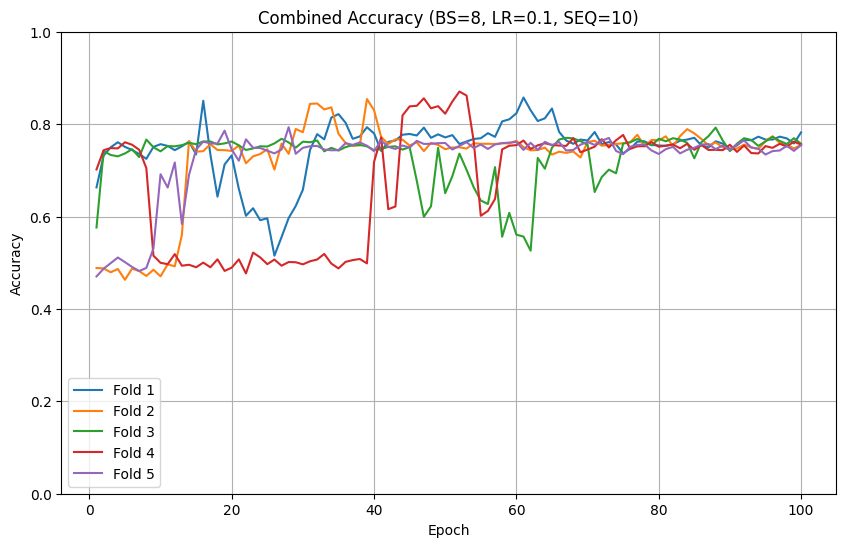 Combined Accuracy (BS=8, LR=0.1, SEQ=10)
Accuracy
1.0
0.8
0.6
0.4
0.2
0.0
Fold 1
Fold 2
Fold 3
Fold 4
Fold 5
0 20 40 60 80 100
Epoch